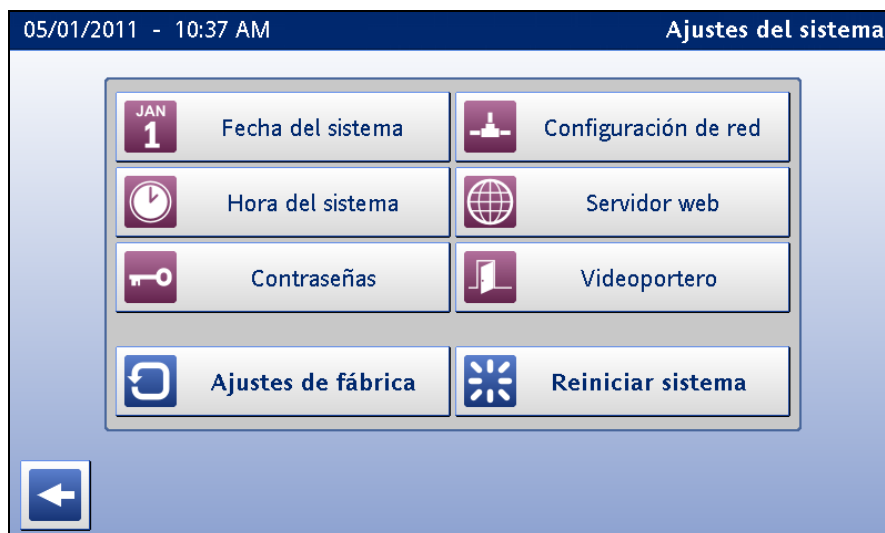 05/01/2011 - 10:37 AM Ajustes del sistema
JAN
1
Fecha del sistema
Configuración de red
Hora del sistema
Servidor web
Contraseñas
Videoportero
Ajustes de fábrica
Reiniciar sistema